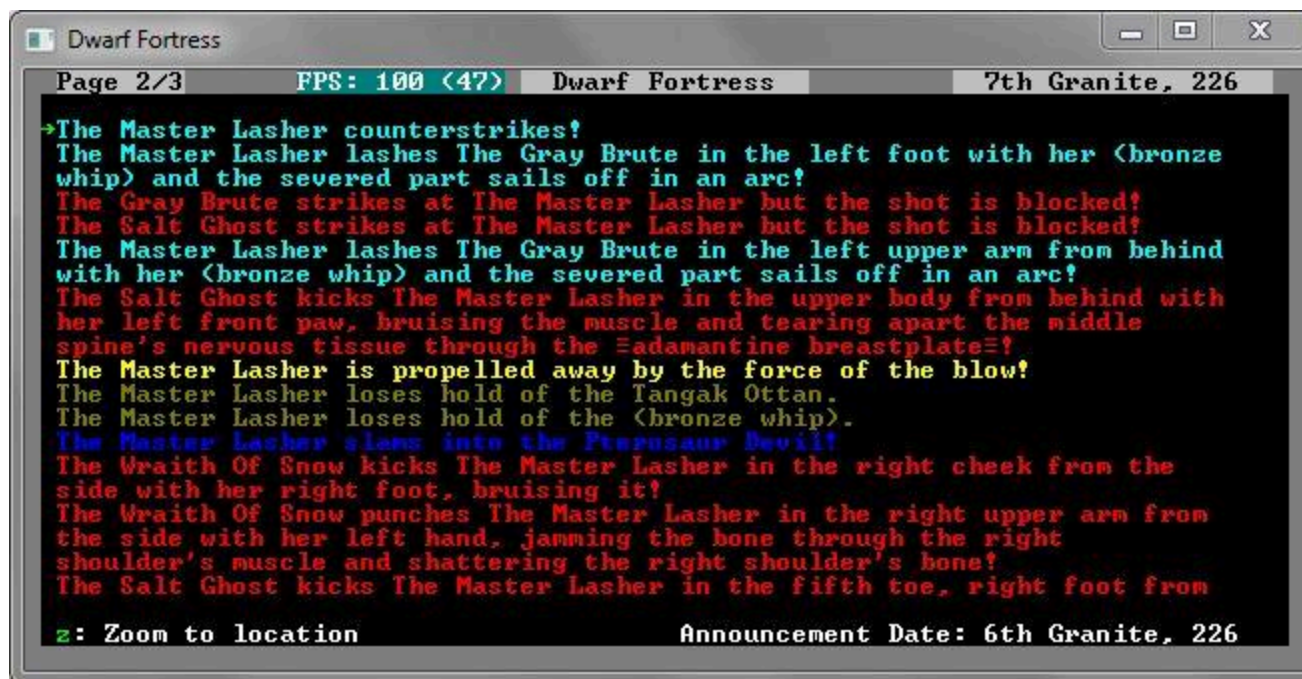 Dwarf Fortress
Page 2/3 FPS: 100 (47) Dwarf Fortress 7th Granite, 226
The Master Lasher counterstrikes!
The Master Lasher lashes The Gray Brute in the left foot with her (bronze
whip) and the severed part sails off in an arc!
The Gray Brute strikes at The Master Lasher but the shot is blocked!
The Salt Ghost strikes at The Master Lasher but the shot is blocked!
The Master Lasher lashes The Gray Brute in the left upper arm from behind
with her (bronze whip) and the severed part sails off in an arc!
The Salt Ghost kicks The Master Lasher in the upper body from behind with
her left front paw, bruising the muscle and tearing apart the middle
spine's nervous tissue through the ≡adamantine breastplate≡!
The Master Lasher is propelled away by the force of the blow!
The Master Lasher loses hold of the Tangak Ottan.
The Master Lasher loses hold of the (bronze whip).
The Master Lasher slams into the Pterosaur Devil!
The Wraith Of Snow kicks The Master Lasher in the right cheek from the
side with her right foot, bruising it!
The Wraith Of Snow punches The Master Lasher in the right upper arm from
the side with her left hand, jamming the bone through the right
shoulder's muscle and shattering the right shoulder's bone!
The Salt Ghost kicks The Master Lasher in the fifth toe, right foot from
z: Zoom to location Announcement Date: 6th Granite, 226